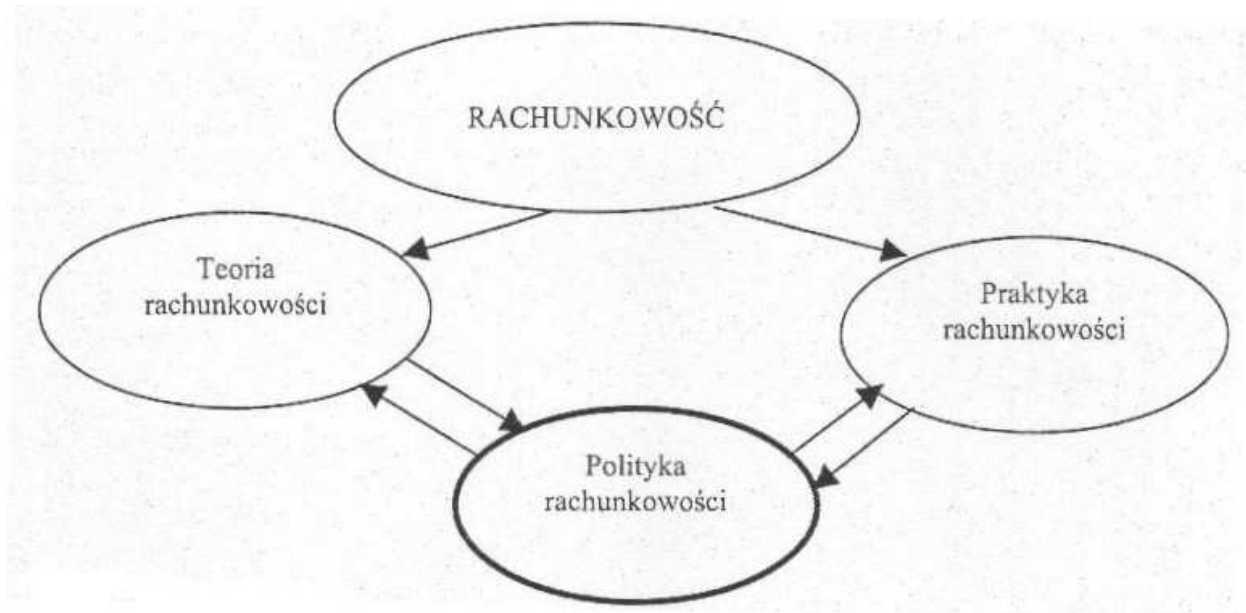 RACHUNKOWOŚĆ
Teoria
rachunkowości
Praktyka
rachunkowości
Polityka
rachunkowości